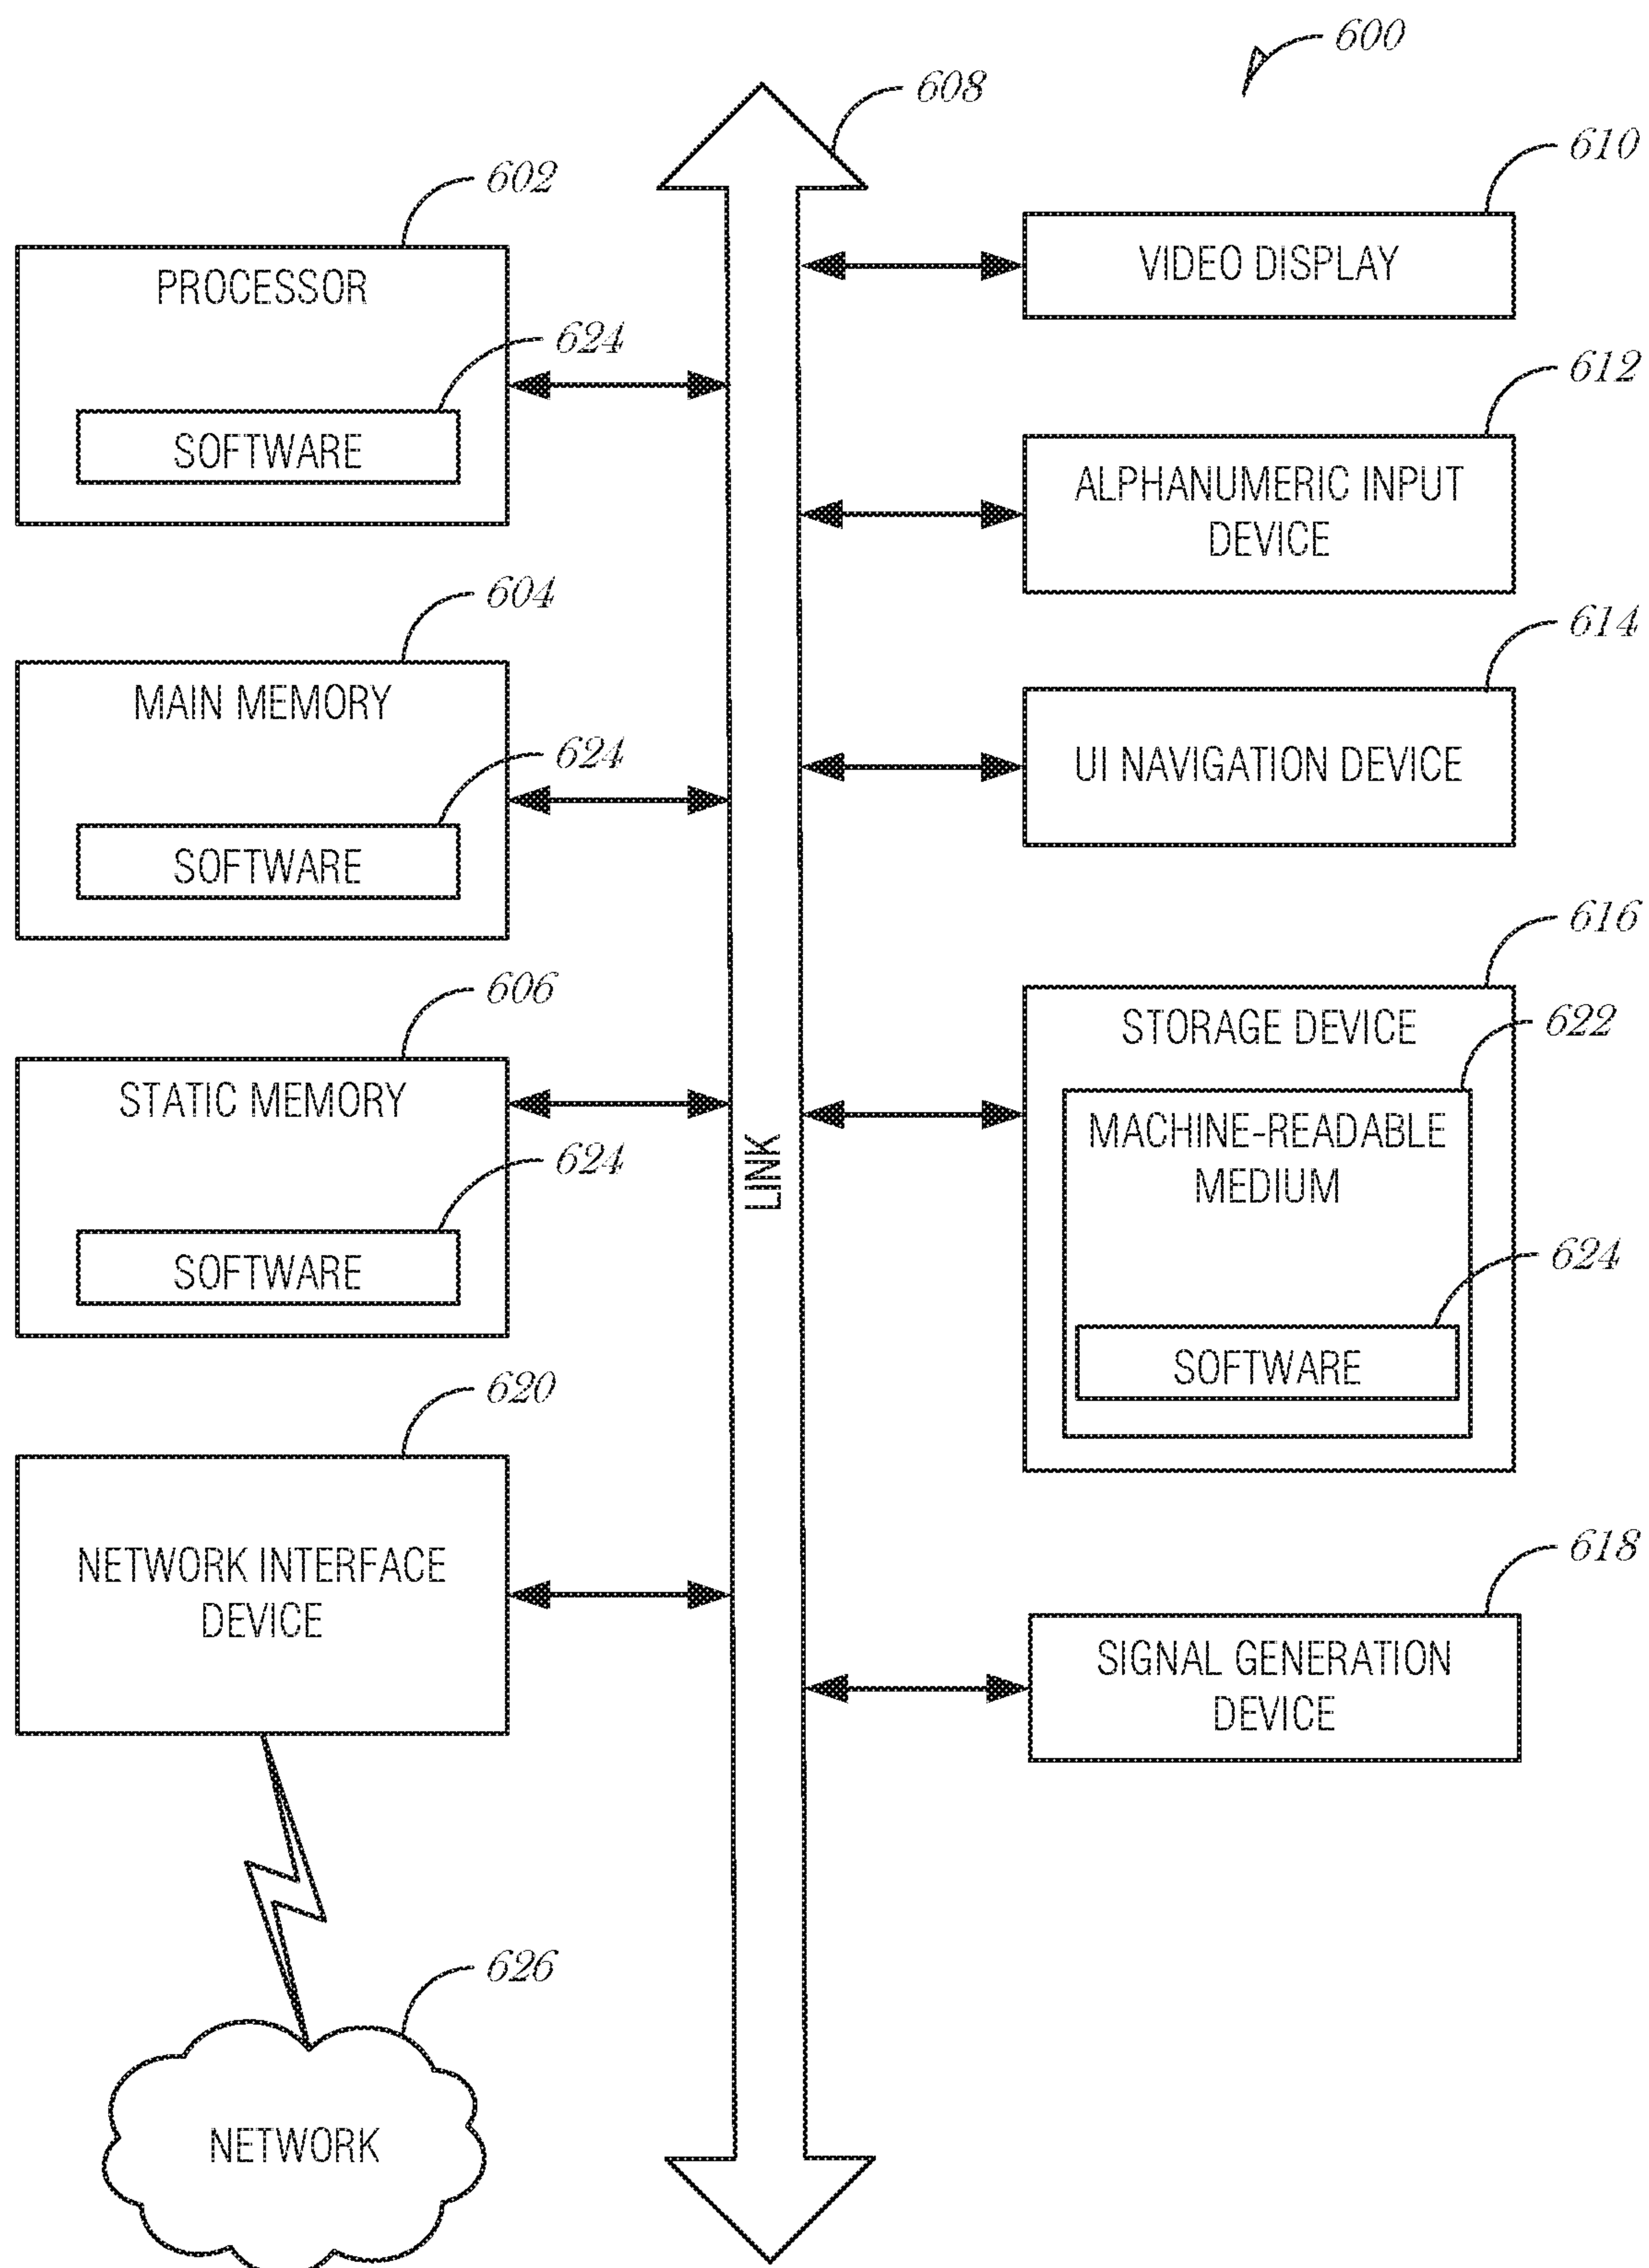 600
608
610
602
PROCESSOR
624
SOFTWARE
VIDEO DISPLAY
612
ALPHANUMERIC INPUT
DEVICE
604
MAIN MEMORY
624
SOFTWARE
614
UI NAVIGATION DEVICE
606
STATIC MEMORY
624
SOFTWARE
LINK
616
STORAGE DEVICE
622
MACHINE-READABLE
MEDIUM
624
SOFTWARE
620
NETWORK INTERFACE
DEVICE
618
SIGNAL GENERATION
DEVICE
626
NETWORK